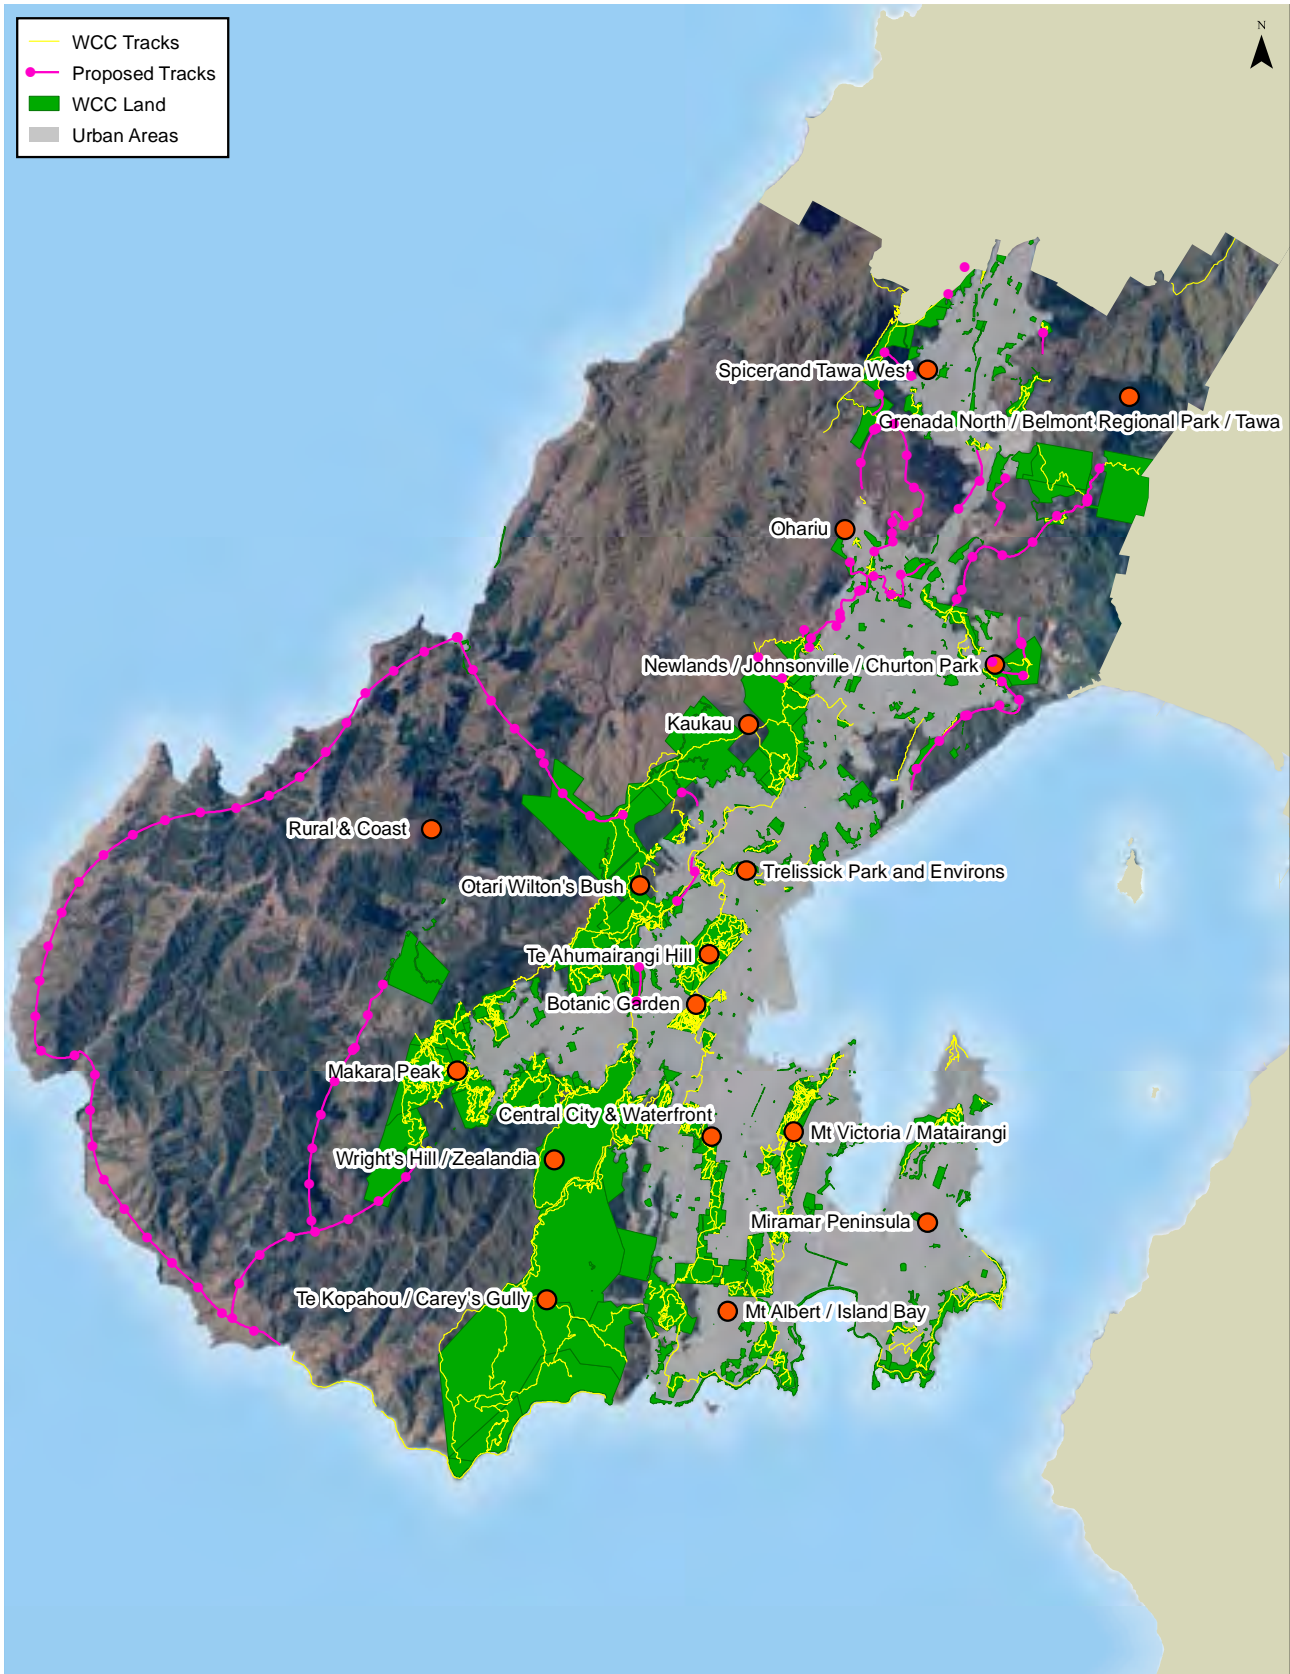 WCC Tracks
Proposed Tracks
WCC Land
Urban Areas
N
Spicer and Tawa West
Grenada North / Belmont Regional Park / Tawa
Ohariu
Newlands / Johnsonville / Churton Park
Kaukau
Rural & Coast
Trelissick Park and Environs
Otari Wilton's Bush
Te Ahumairangi Hill
Botanic Garden
Makara Peak
Central City & Waterfront
Mt Victoria / Matairangi
Wright's Hill / Zealandia
Miramar Peninsula
Te Kopahou / Carey's Gully
Mt Albert / Island Bay